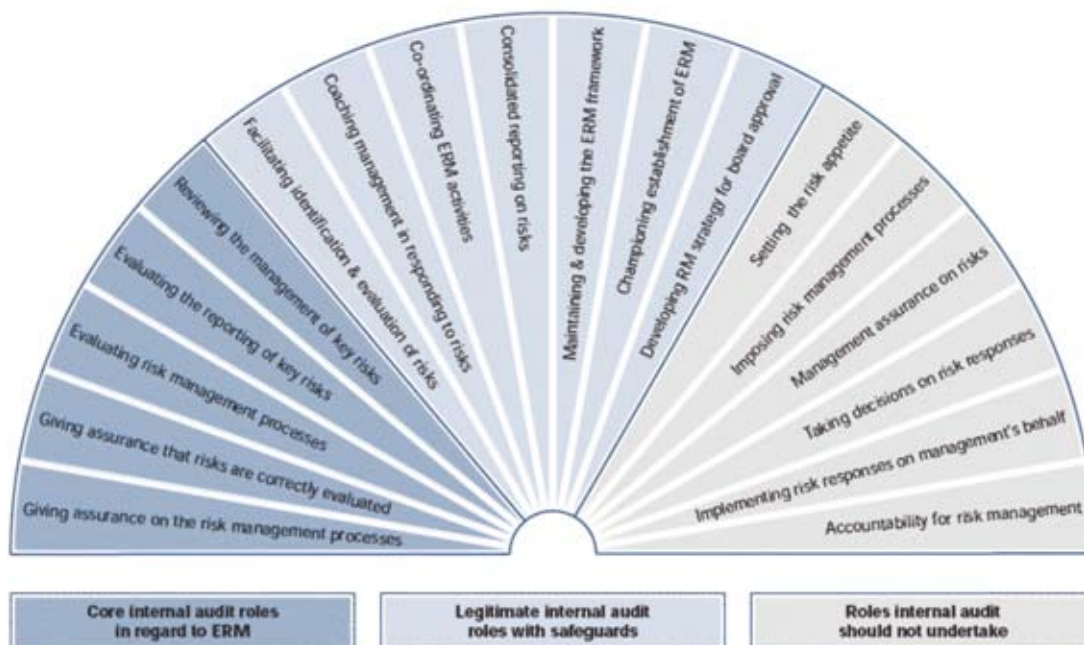 Giving assurance on the risk management processes
Giving assurance that risks are correctly evaluated
Evaluating risk management processes
Evaluating the reporting of key risks
Reviewing the management of key risks
Facilitating identification & evaluation of risks
Coaching management in responding to risks
Co-ordinating ERM activities
Consolidated reporting on risks
Maintaining & developing the ERM framework
Championing establishment of ERM
Developing RM strategy for board approval
Setting the risk appetite
Imposing risk management processes
Management assurance on risks
Taking decisions on risk responses
Implementing risk responses on management's behalf
Accountability for risk management
Core internal audit roles
in regard to ERM
Legitimate internal audit
roles with safeguards
Roles internal audit
should not undertake